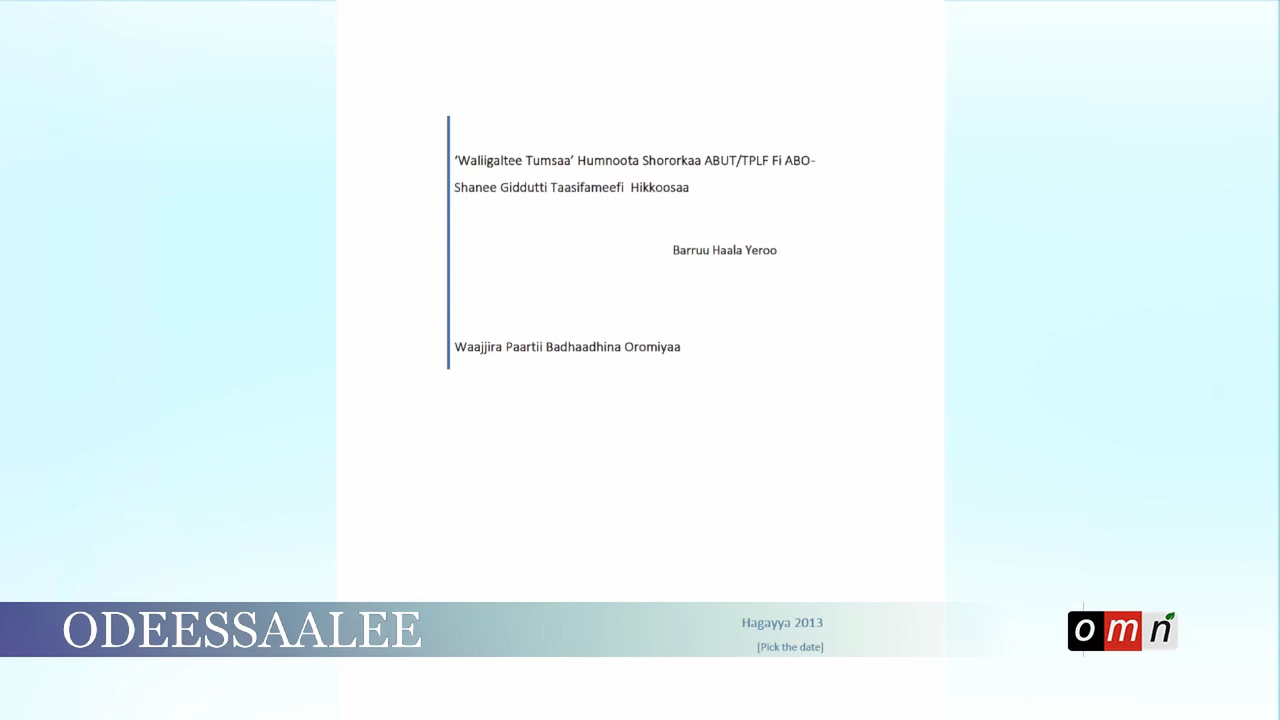 ‘Waliigaltee Tumsaa’ Humnoota Shororkaa ABUT/TPLF Fi ABO-
Shanee Giddutti Taasifameefi Hikkoosaa
Barruu Haala Yeroo
Waajjira Paartii Badhaadhina Oromiyaa
ODEESSAALEE
Hagayya 2013
[Pick the date]
omn